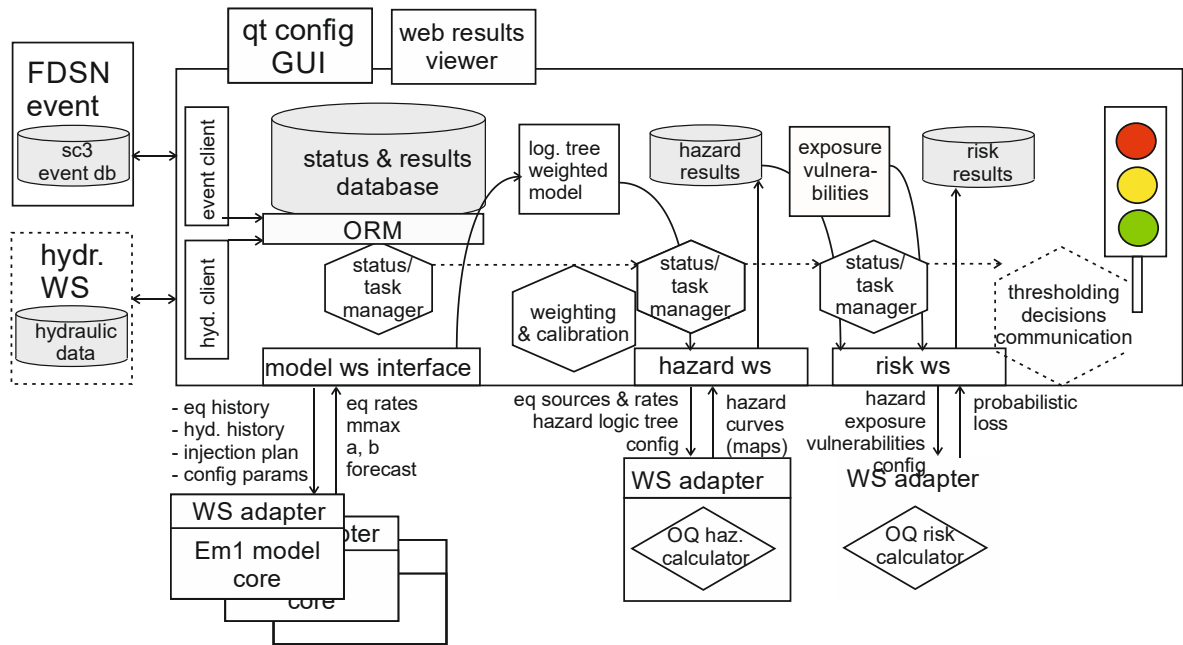 qt config
GUI
web results
viewer
FDSN
event
sc3
event db
event client
status & results
database
ORM
log. tree
weighted
model
hazard
results
exposure
vulnera-
bilities
risk
results
hydr.
WS
hydraulic
data
hyd. client
status/
task
manager
weighting
& calibration
status/
task
manager
status/
task
manager
thresholding
decisions
communication
model ws interface
hazard ws
risk ws
- eq history
- hyd. history
- injection plan
- config params
eq rates
mmax
a, b
forecast
eq sources & rates
hazard logic tree
config
hazard
curves
(maps)
hazard
exposure
vulnerabilities
config
probabilistic
loss
WS adapter
Em1 model
core
pter
core
WS adapter
OQ haz.
calculator
WS adapter
OQ risk
calculator